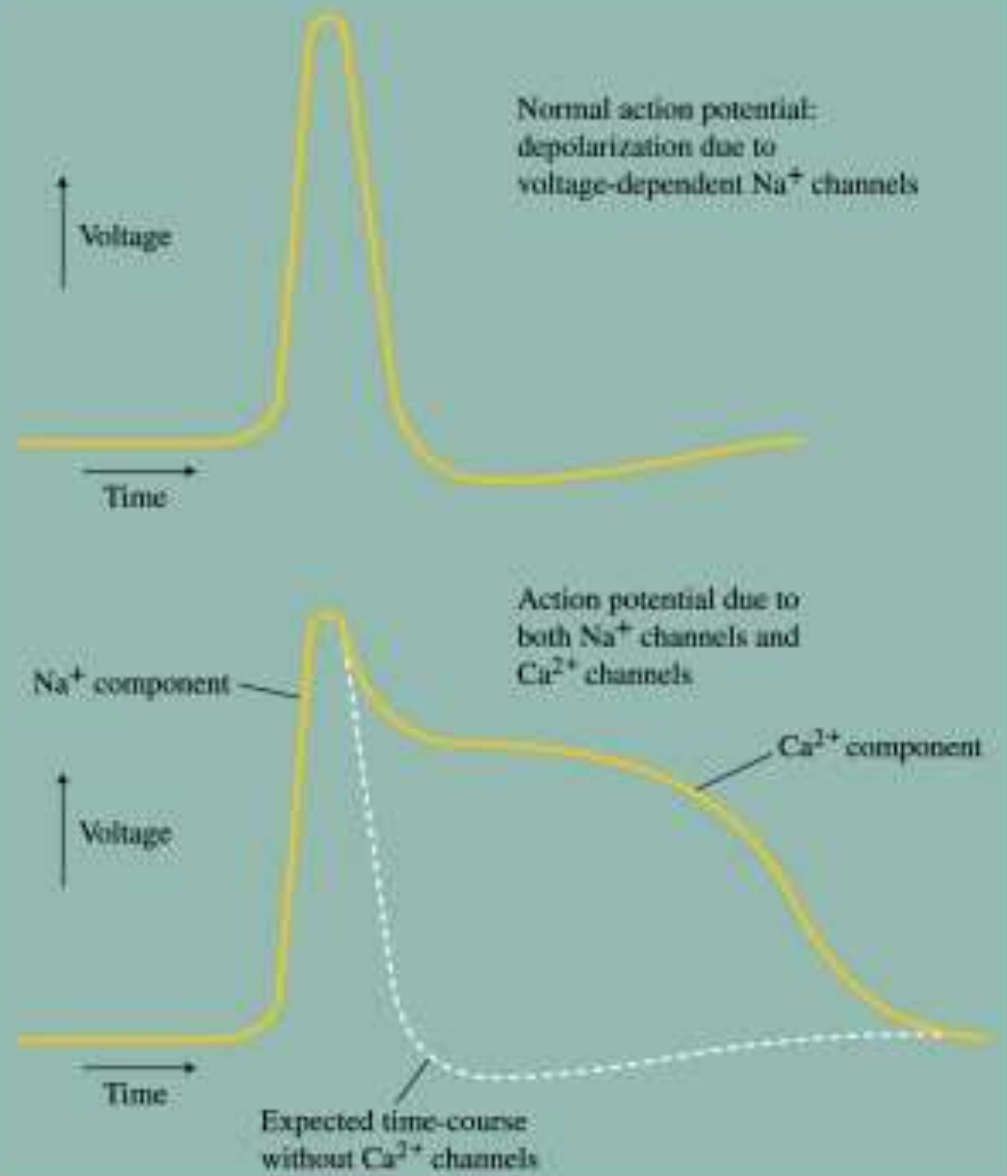 Normal action potential:
depolarization due to
voltage-dependent Na⁺ channels
Voltage
Time
Action potential due to
both Na⁺ channels and
Ca²⁺ channels
Na⁺ component
Ca²⁺ component
Voltage
Time
Expected time-course
without Ca²⁺ channels